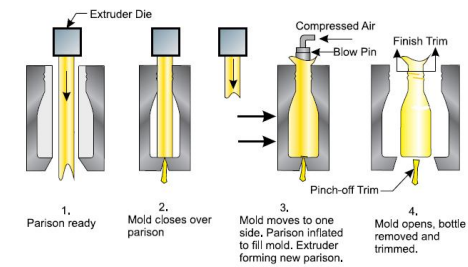 Extruder Die
Compressed Air
Blow Pin
Finish Trim
Pinch-off Trim
1.
Parison ready
2.
Mold closes over
parison
3.
Mold moves to one
side. Parison inflated
to fill mold. Extruder
forming new parison.
4.
Mold opens, bottle
removed and
trimmed.